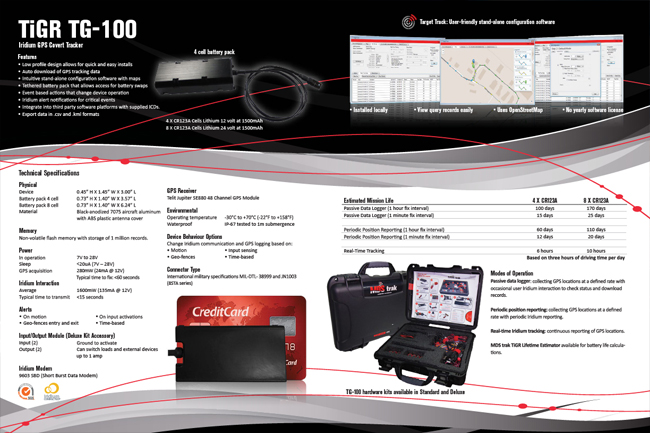 TiGR TG-100
Iridium GPS Covert Tracker
Features
• Low profile design allows for quick and easy installs
• Auto download of GPS tracking data
• Intuitive stand-alone configuration software with maps
• Tethered battery pack that allows access for battery swaps
• Event based actions that change device operation
• Iridium alert notifications for critical events
• Integrate into third party software platforms with supplied ICDs.
• Export data in .csv and .kml formats
4 cell battery pack
4 X CR123A Cells Lithium 12 volt at 1500mAh
8 X CR123A Cells Lithium 24 volt at 1500mAh
Target Track: User-friendly stand-alone configuration software
• Installed locally
• View query records easily
• Uses OpenStreetMap
• No yearly software license
Technical Specifications
Physical
Device 0.45" H X 1.45" W X 3.00" L
Battery pack 4 cell 0.73" H X 1.40" W X 3.57" L
Battery pack 8 cell 0.73" H X 1.40" W X 6.24" L
Material Black-anodized 7075 aircraft aluminum
with ABS plastic antenna cover
Memory
Non-volatile flash memory with storage of 1 million records.
Power
In operation 7V to 28V
Sleep <20uA (7V – 28V)
GPS acquisition 280mW (24mA @ 12V)
Typical time to fix: <60 seconds
Iridium Interaction
Average 1600mW (135mA @ 12V)
Typical time to transmit <15 seconds
Alerts
• On motion • On input activations
• Geo-fences entry and exit • Time-based
Input/Output Module (Deluxe Kit Accessory)
Input (2) Ground to activate
Output (2) Can switch loads and external devices
up to 1 amp
Iridium Modem
9603 SBD (Short Burst Data Modem)
GPS Receiver
Telit Jupiter SE880 48 Channel GPS Module
Environmental
Operating temperature -30°C to +70°C (-22°F to +158°F)
Waterproof IP-67 tested to 1m submergence
Device Behaviour Options
Change Iridium communication and GPS logging based on:
• Motion • Input sensing
• Geo-fences • Time-based
Connector Type
International military specifications MIL-DTL- 38999 and JN1003
(8STA series)
CreditCard
Estimated Mission Life 4 X CR123A 8 X CR123A
Passive Data Logger (1 hour fix interval) 100 days 170 days
Passive Data Logger (1 minute fix interval) 15 days 25 days
Periodic Position Reporting (1 hour fix interval) 60 days 110 days
Periodic Position Reporting (1 minute fix interval) 12 days 20 days
Real-Time Tracking 6 hours 10 hours
Based on three hours of driving time per day
trak
TG-100 hardware kits available in Standard and Deluxe
Modes of Operation
Passive data logger: collecting GPS locations at a defined rate with
occasional user Iridium interaction to check status and download
records.
Periodic position reporting: collecting GPS locations at a defined
rate with periodic Iridium reporting.
Real-time Iridium tracking: continuous reporting of GPS locations.
MDS trak TiGR Lifetime Estimator available for battery life calcula-
tions.